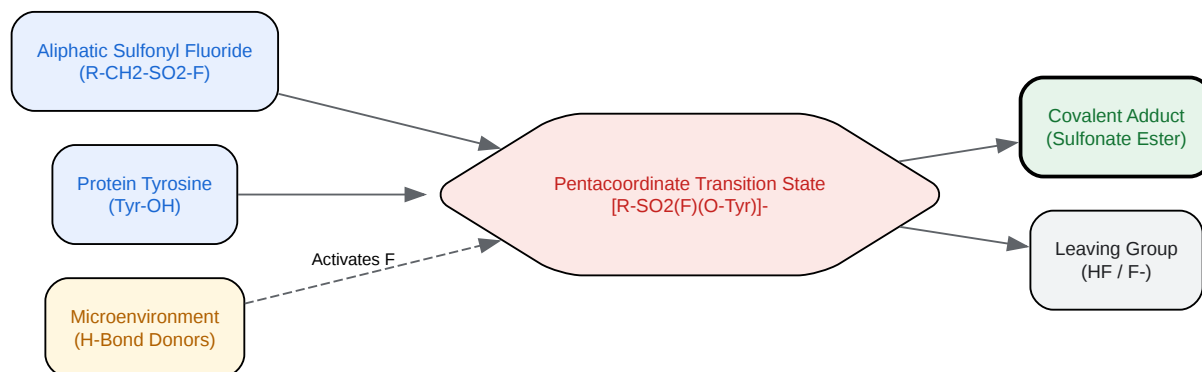 Aliphatic Sulfonyl Fluoride
(R-CH2-SO2-F)
Protein Tyrosine
(Tyr-OH)
Microenvironment
(H-Bond Donors)
Activates F
Pentacoordinate Transition State
[R-SO2(F)(O-Tyr)]-
Covalent Adduct
(Sulfonate Ester)
Leaving Group
(HF / F-)